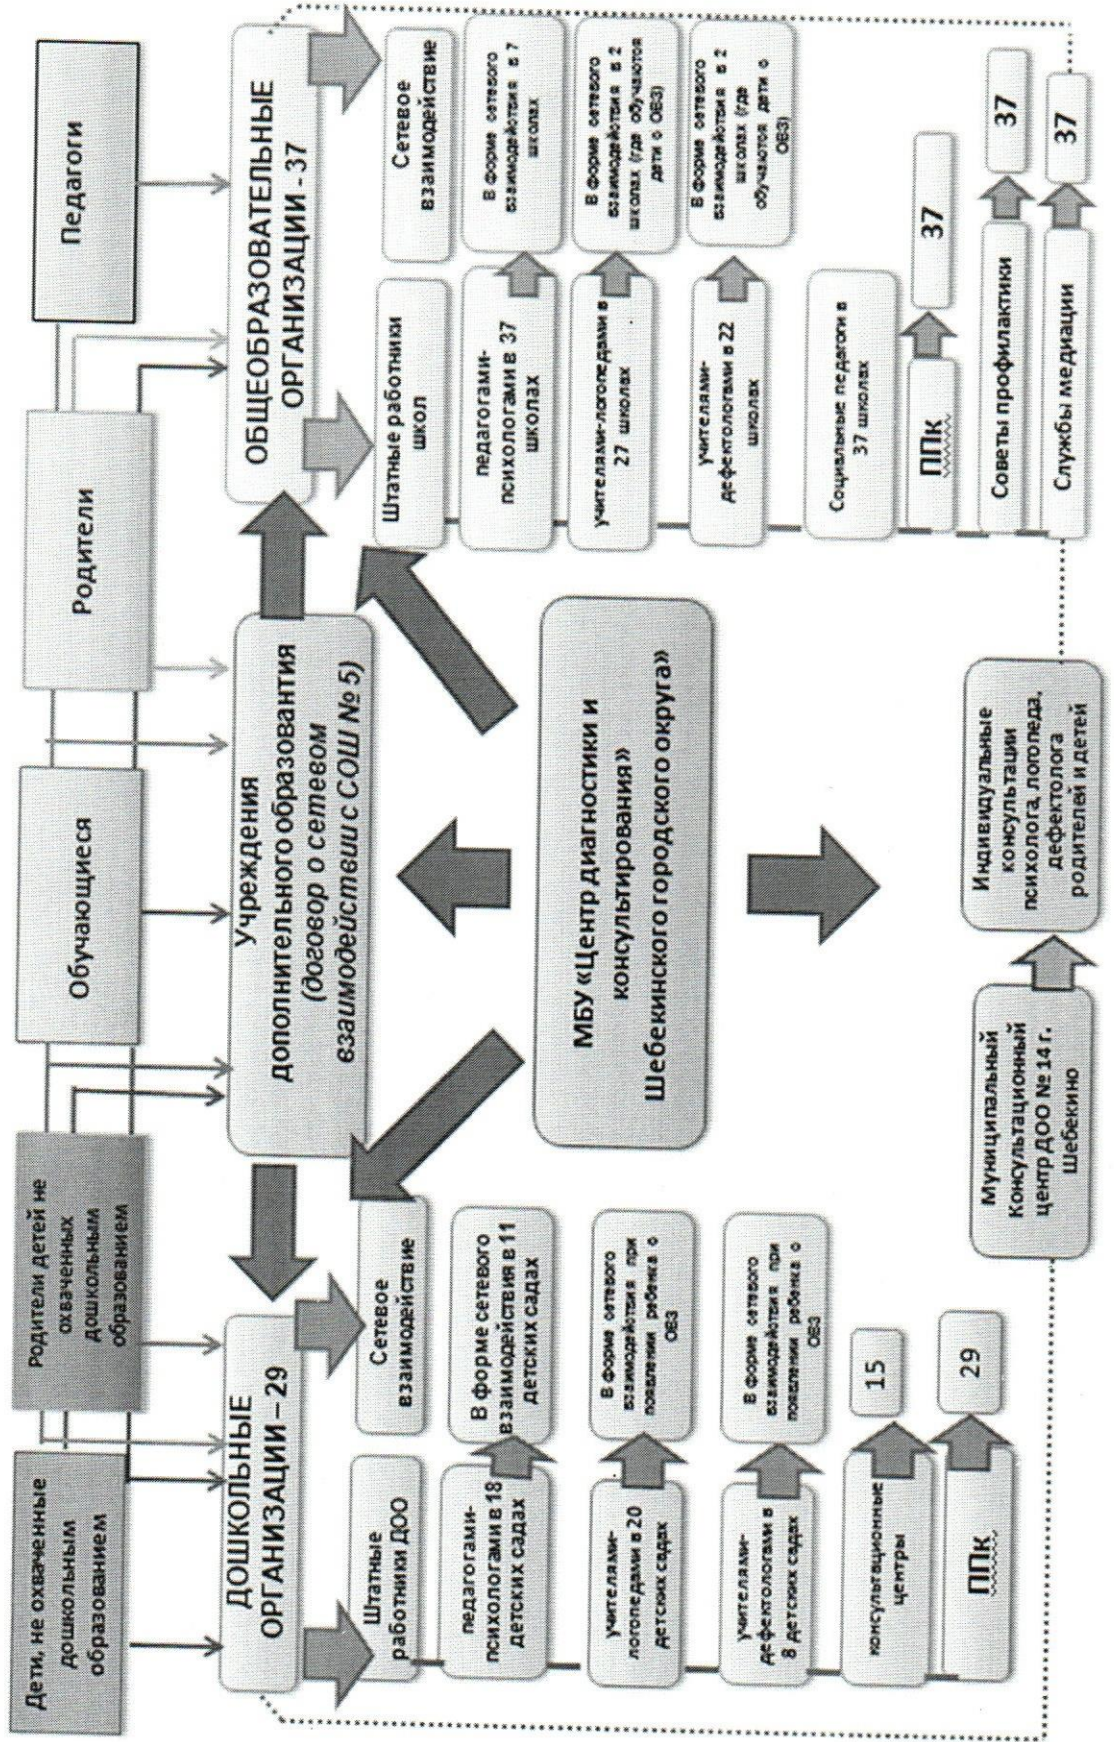 Дети, не охваченные
дошкольным
образованием
Родители детей не
охваченных
дошкольным
образованием
Обучающиеся
Родители
Педагоги
ДОШКОЛЬНЫЕ
ОРГАНИЗАЦИИ – 29
Учреждения
дополнительного образовантия
(договор о сетевом
взаимодействии с СОШ № 5)
ОБЩЕОБРАЗОВАТЕЛЬНЫЕ
ОРГАНИЗАЦИИ - 37
Штатные
работники ДОО
Сетевое
взаимодействие
педагогами-
психологами в 18
детских садах
В форме сетевого
взаимодействия в 11
детских садах
учителями-
логопедами в 20
детских садах
В форме сетевого
взаимодействия при
появлении ребенка с
ОВЗ
учителями-
дефектологами в
8 детских садах
В форме сетевого
взаимодействия при
появлении ребенка с
ОВЗ
консультационные
центры
15
ППк
29
МБУ «Центр диагностики и
консультирования»
Шебекинского городского округа»
Муниципальный
Консультационный
центр ДОО № 14 г.
Шебекино
Индивидуальные
консультации
психолога, логопеда,
дефектолога
родителей и детей
Штатные работники
школ
Сетевое
взаимодействие
педагогами-
психологами в 37
школах
В форме сетевого
взаимодействия в 7
школах
учителями-логопедами в
27 школах
В форме сетевого
взаимодействия в 2
школах (где обучаются
дети с ОВЗ)
учителями-
дефектологами в 22
школах
В форме сетевого
взаимодействия в 2
школах (где
обучаются дети с
ОВЗ)
Социальные педагоги в
37 школах
ППк
37
Советы профилактики
37
Службы медиации
37